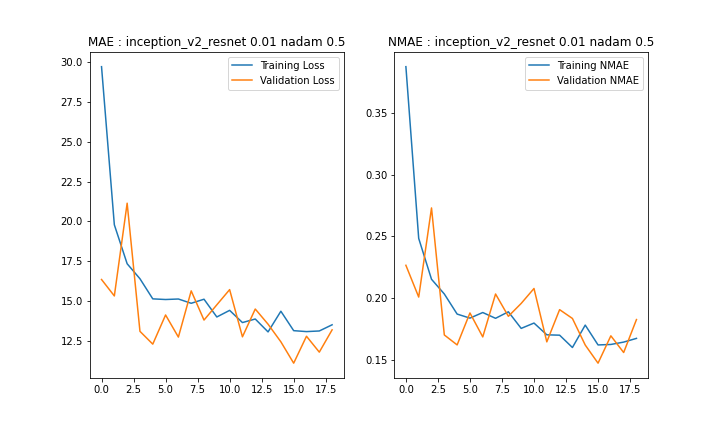 MAE : inception_v2_resnet 0.01 nadam 0.5
Training Loss
Validation Loss
30.0
27.5
25.0
22.5
20.0
17.5
15.0
12.5
0.0 2.5 5.0 7.5 10.0 12.5 15.0 17.5
NMAE : inception_v2_resnet 0.01 nadam 0.5
Training NMAE
Validation NMAE
0.35
0.30
0.25
0.20
0.15
0.0 2.5 5.0 7.5 10.0 12.5 15.0 17.5